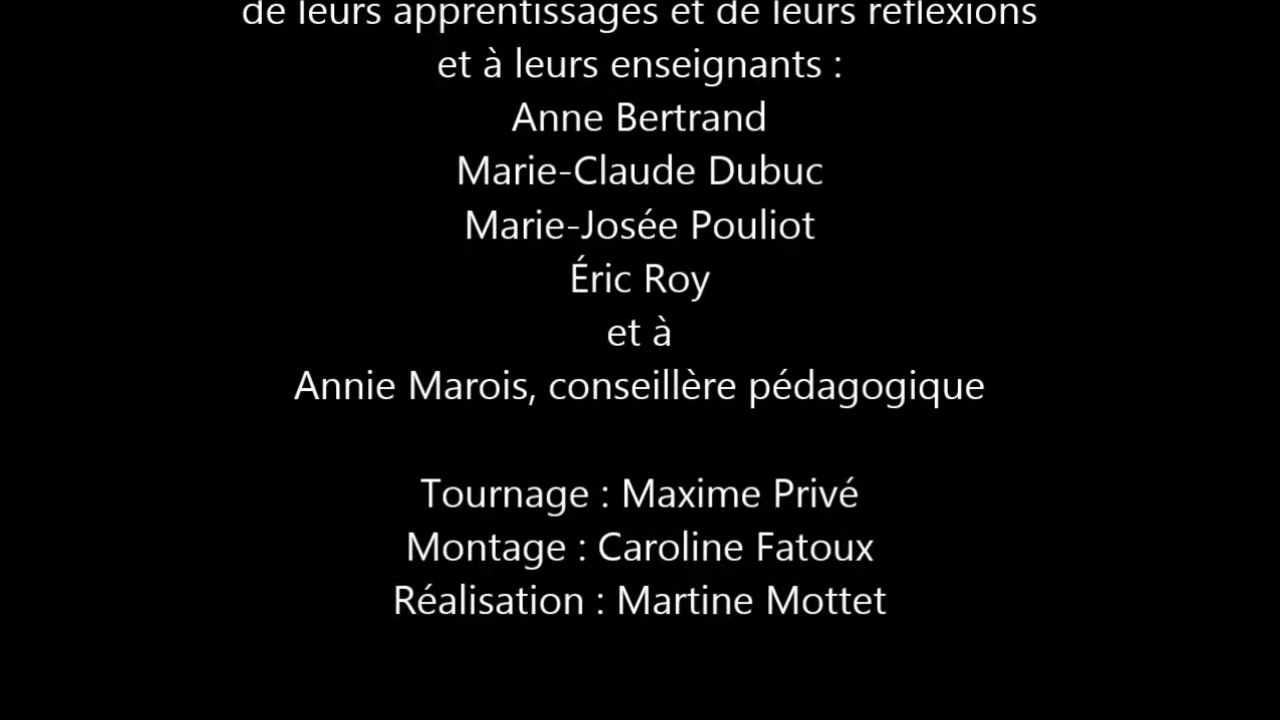 de leurs apprentissages et de leurs réflexions
et à leurs enseignants :
Anne Bertrand
Marie-Claude Dubuc
Marie-Josée Pouliot
Éric Roy
et à
Annie Marois, conseillère pédagogique
Tournage : Maxime Privé
Montage : Caroline Fatoux
Réalisation : Martine Mottet